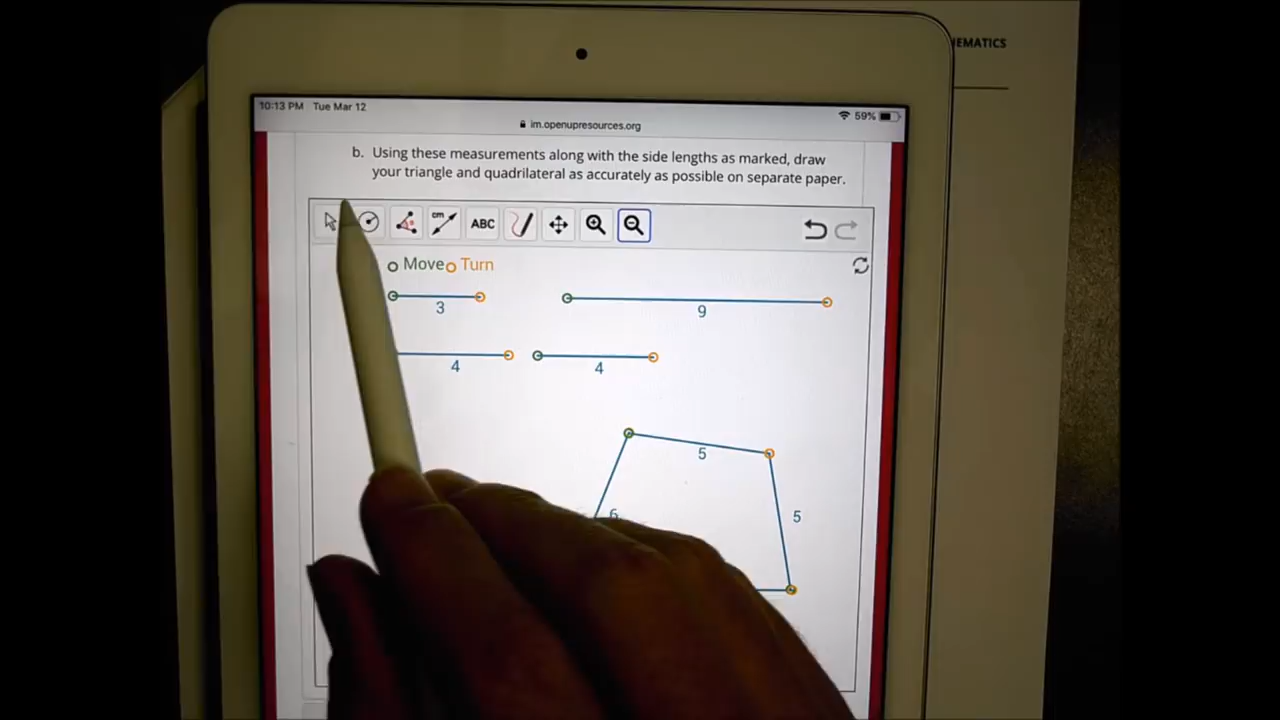 EMATICS
10:13 PM Tue Mar 12
59%
im.openupresources.org
b. Using these measurements along with the side lengths as marked, draw
your triangle and quadrilateral as accurately as possible on separate paper.
cm
ABC
Move Turn
3
9
4
4
5
5
6